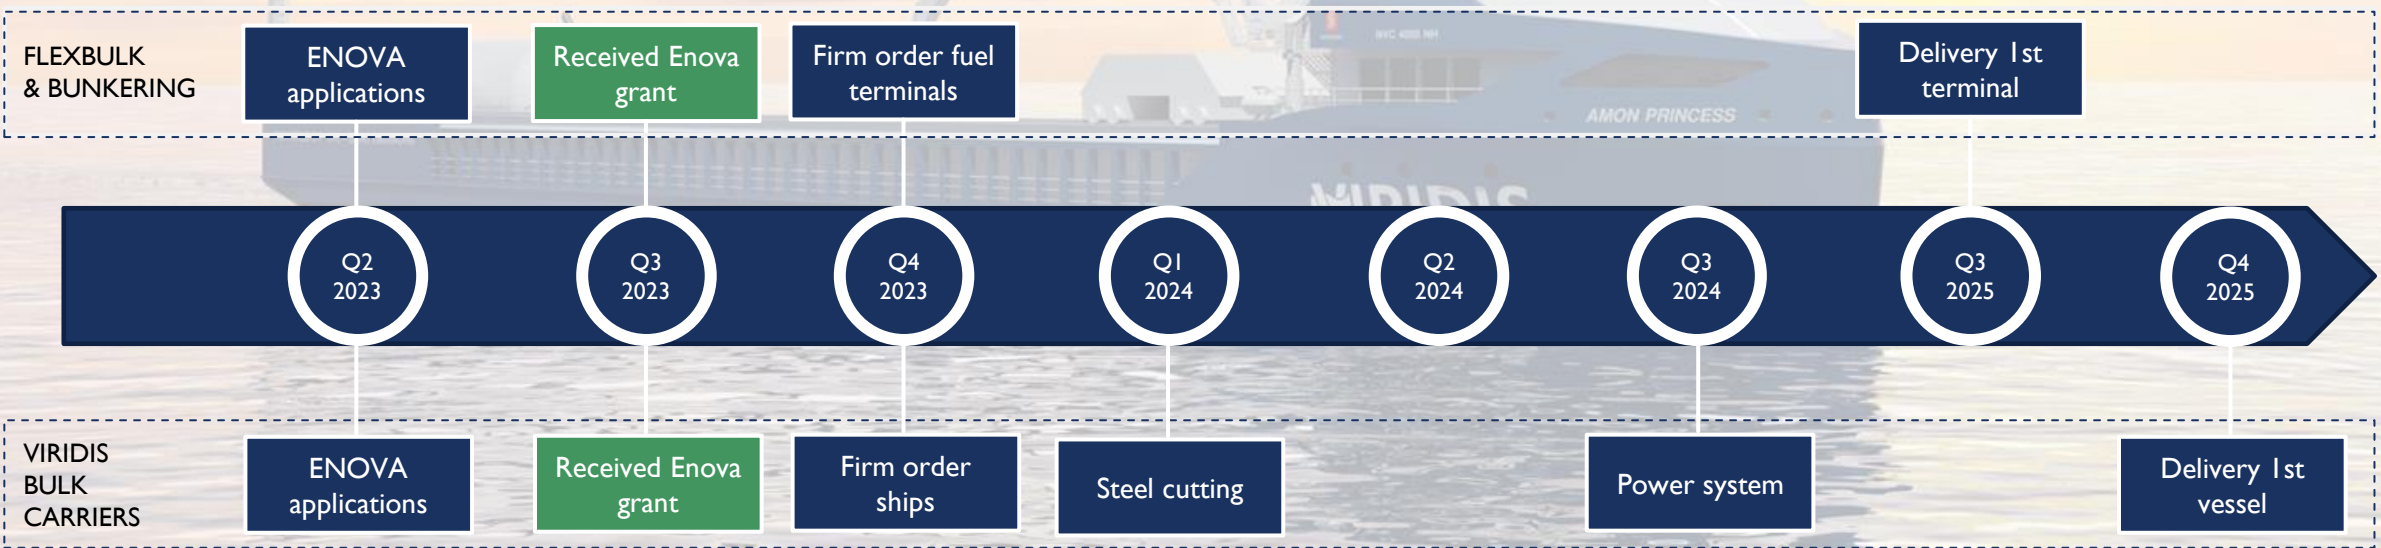 FLEXBULK
& BUNKERING
ENOVA
applications
Received Enova
grant
Firm order fuel
terminals
Delivery 1st
terminal
AMON PRINCESS
VIRIDIS
Q2
2023
Q3
2023
Q4
2023
Q1
2024
Q2
2024
Q3
2024
Q3
2025
Q4
2025
VIRIDIS
BULK
CARRIERS
ENOVA
applications
Received Enova
grant
Firm order
ships
Steel cutting
Power system
Delivery 1st
vessel